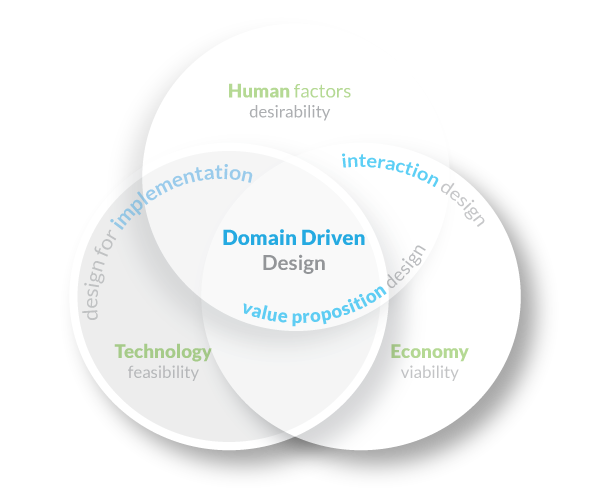 Human factors
desirability
design for implementation
interaction design
Domain Driven
Design
value proposition design
Technology
feasibility
Economy
viability